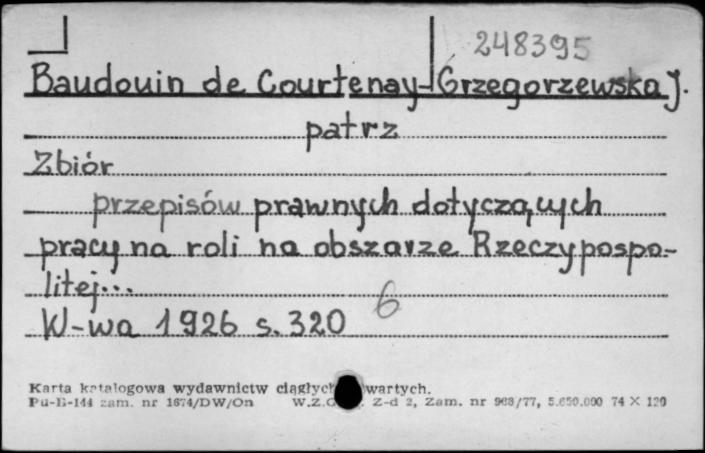 248395
Baudouin de Courtenay-Grzegorzewska J.
patrz
Zbiór
przepisów prawnych dotyczących
pracy na roli na obszarze Rzeczypospo-
litej...
6
W-wa 1926 s. 320
Karta katalogowa wydawnictw ciągłych wartych.
Pu-B-144 zam. nr 1674/DW/On W.Z.G. Z-d 2, Zam. nr 968/77, 5.650.000 74 X 120